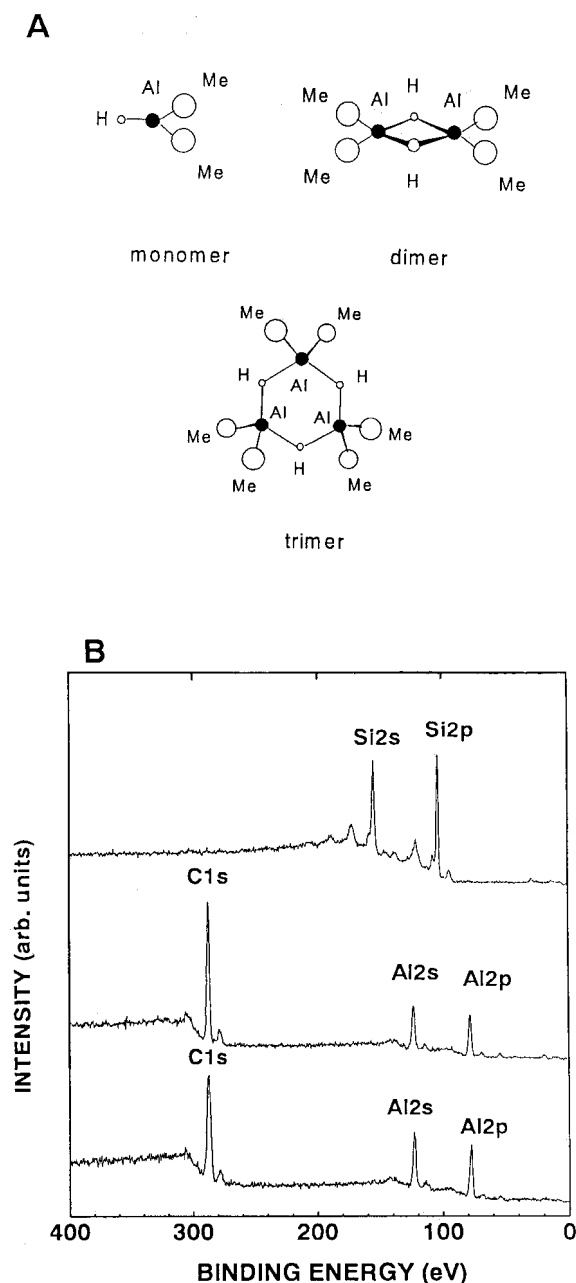 A
Me
Al
H
Me
monomer
H
Me
Al
Al
Me
Me
H
Me
dimer
Me
Me
H
Al
H
Al
Al
Me
Me
H
Me
Me
trimer
B
Si2s
Si2p
C1s
Al2s
Al2p
C1s
Al2s
Al2p
INTENSITY (arb. units)
400
300
200
100
0
BINDING ENERGY (eV)